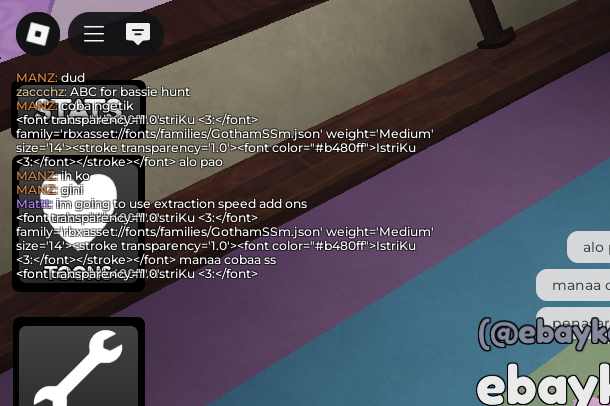 MANZ: dud
zaccchz: ABC for bassie hunt
STATS
MANZ: coba ngetik
<font transparency='1.0'striKu <3:</font>
family='rbxasset://fonts/families/GothamSSm.json' weight='Medium'
size='14'><stroke transparency='1.0'><font color="#b480ff">IstriKu
<3:</font></stroke></font> alo pao
MANZ: ih ko
MANZ: gini
Matt: im going to use extraction speed add ons
<font transparency='1.0'striKu <3:</font>
family='rbxasset://fonts/families/GothamSSm.json' weight='Medium'
size='14'><stroke transparency='1.0'><font color="#b480ff">IstriKu
<3:</font></stroke></font> manaa cobaa ss
<font transparency='1.0'striKu <3:</font>
TOONS
alo
manaa
(@ebayk
ebayk